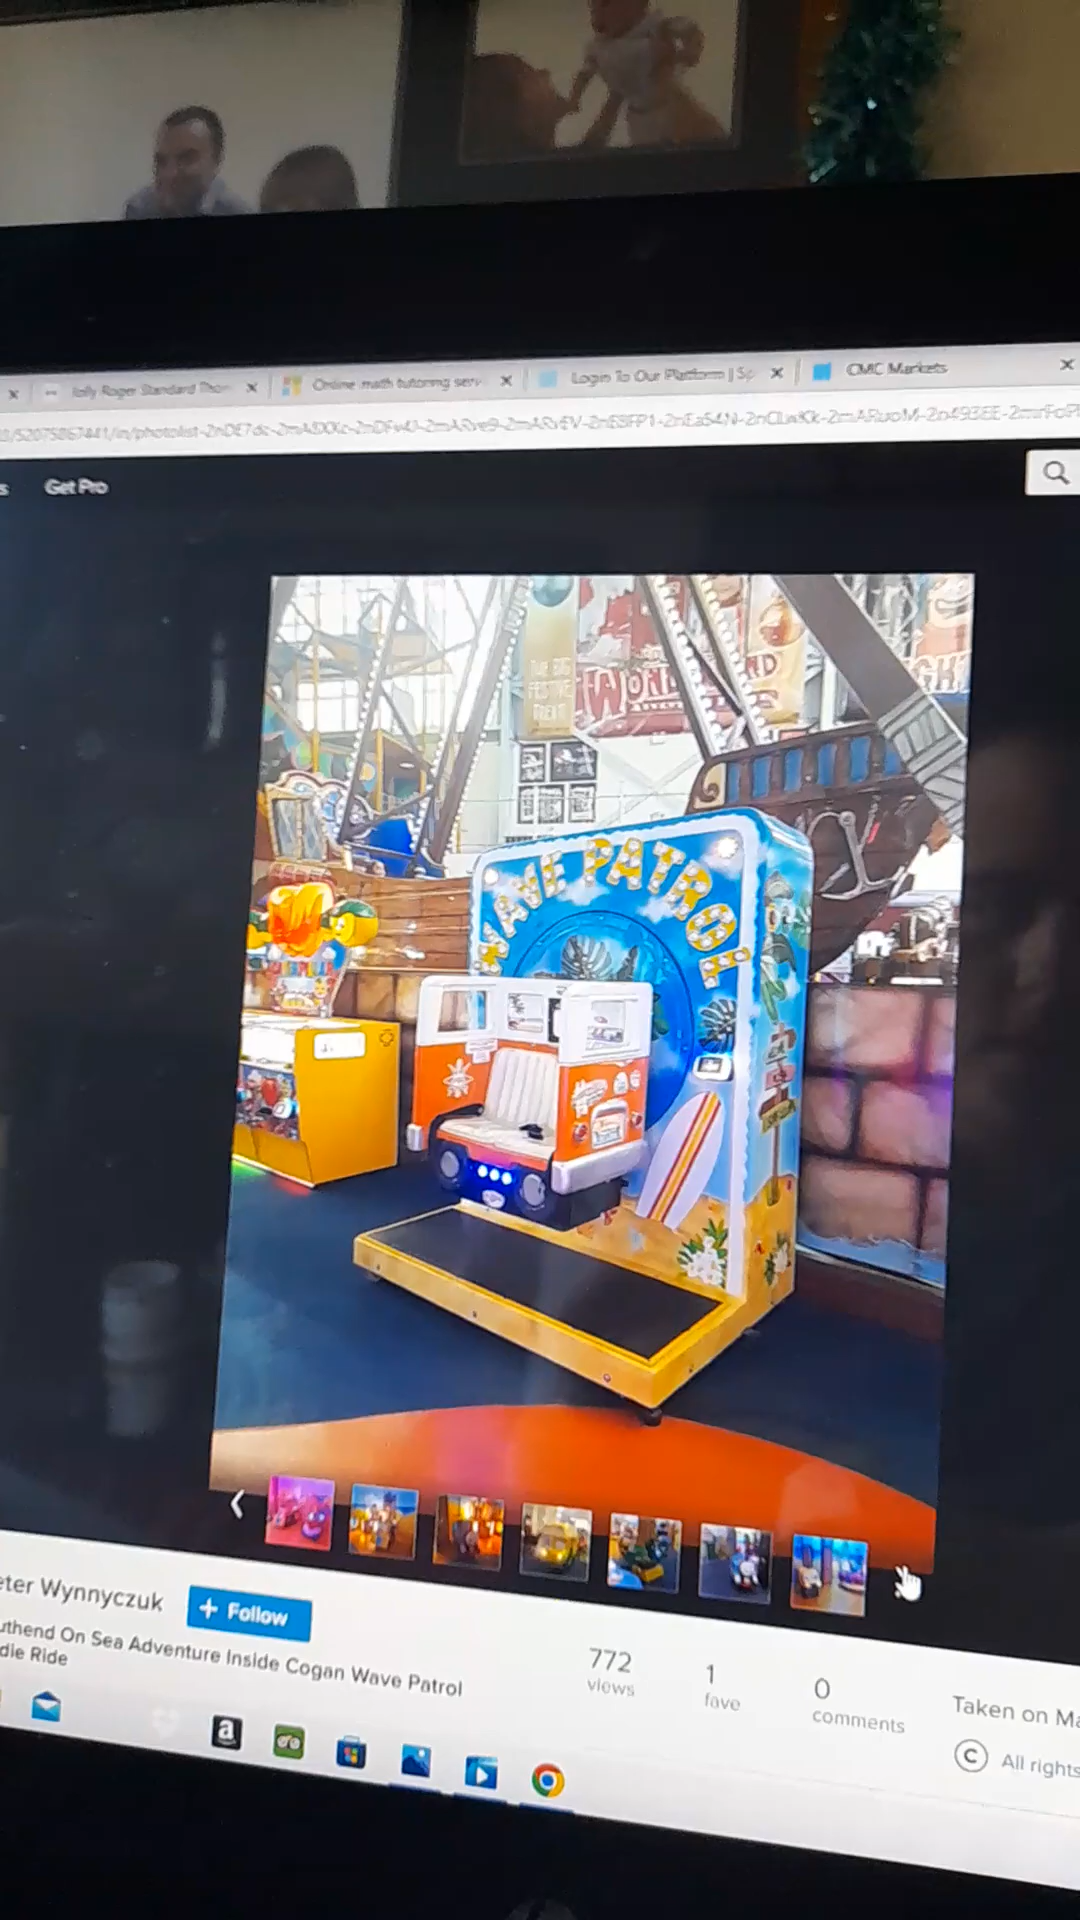 Jolly Roger Standard Thom
Online math tutoring serv
Login To Our Platform | Sp
CMC Markets
Get Pro
THE BIG
FESTIVE
TREAT
WAVE PATROL
eter Wynnyczuk
+ Follow
uthend On Sea Adventure Inside Cogan Wave Patrol
die Ride
772
views
1
fave
0
comments
Taken on Ma
© All rights
a